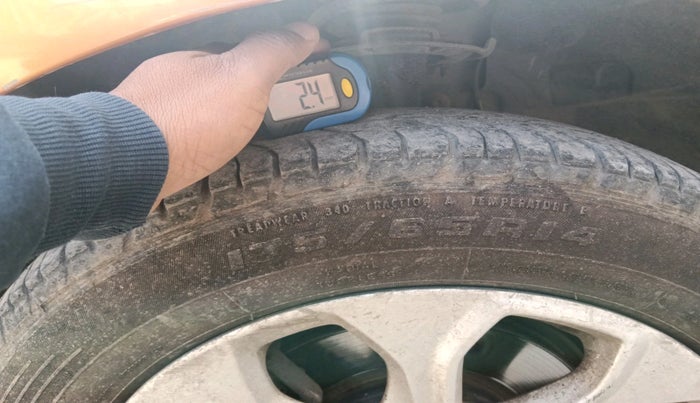 2.4
TREADWEAR 340 TRACTION A TEMPERATURE B
175/65R14